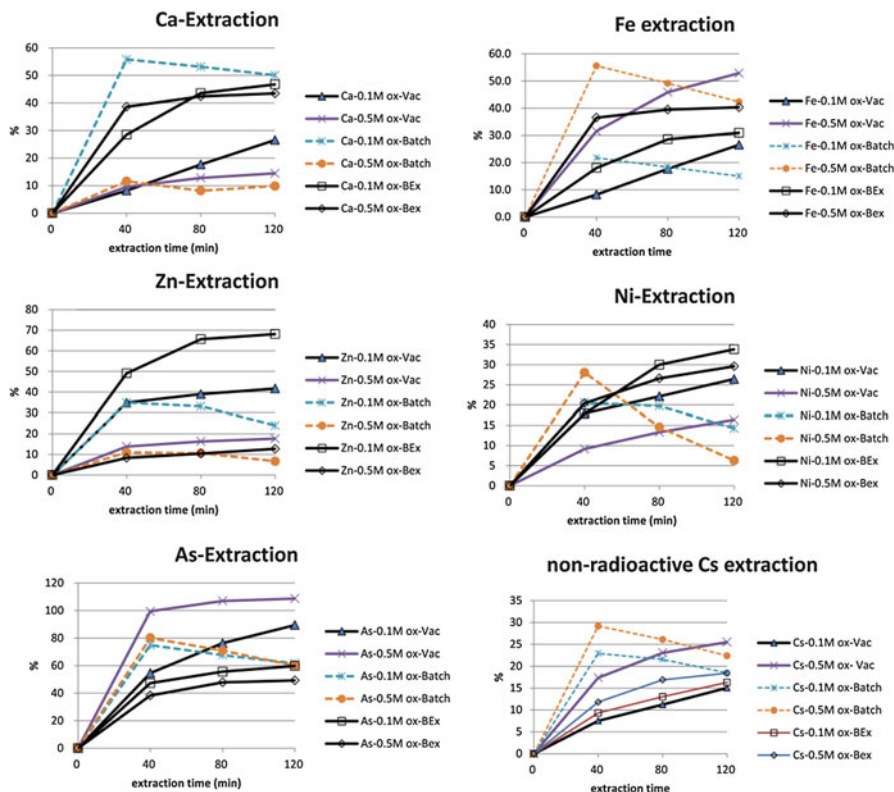 Ca-Extraction
60
50
40
30
20
10
0
%
0 40 80 120
extraction time (min)
Ca-0.1M ox-Vac
Ca-0.5M ox-Vac
Ca-0.1M ox-Batch
Ca-0.5M ox-Batch
Ca-0.1M ox-BEx
Ca-0.5M ox-Bex
Fe extraction
60.0
50.0
40.0
30.0
20.0
10.0
0.0
%
0 40 80 120
extraction time
Fe-0.1M ox-Vac
Fe-0.5M ox-Vac
Fe-0.1M ox-Batch
Fe-0.5M ox-Batch
Fe-0.1M ox-BEx
Fe-0.5M ox-Bex
Zn-Extraction
80
70
60
50
40
30
20
10
0
%
0 40 80 120
extraction time (min)
Zn-0.1M ox-Vac
Zn-0.5M ox-Vac
Zn-0.1M ox-Batch
Zn-0.5M ox-Batch
Zn-0.1M ox-BEx
Zn-0.5M ox-Bex
Ni-Extraction
40
35
30
25
20
15
10
5
0
%
0 40 80 120
extraction time (min)
Ni-0.1M ox-Vac
Ni-0.5M ox-Vac
Ni-0.1M ox-Batch
Ni-0.5M ox-Batch
Ni-0.1M ox-BEx
Ni-0.5M ox-Bex
As-Extraction
120
100
80
60
40
20
0
%
0 40 80 120
extraction time (min)
As-0.1M ox-Vac
As-0.5M ox-Vac
As-0.1M ox-Batch
As-0.5M ox-Batch
As-0.1M ox-BEx
As-0.5M ox-Bex
non-radioactive Cs extraction
35
30
25
20
15
10
5
0
%
0 40 80 120
extraction time
Cs-0.1M ox-Vac
Cs-0.5M ox- Vac
Cs-0.1M ox-Batch
Cs-0.5M ox-Batch
Cs-0.1M ox-BEx
Cs-0.5M ox-Bex